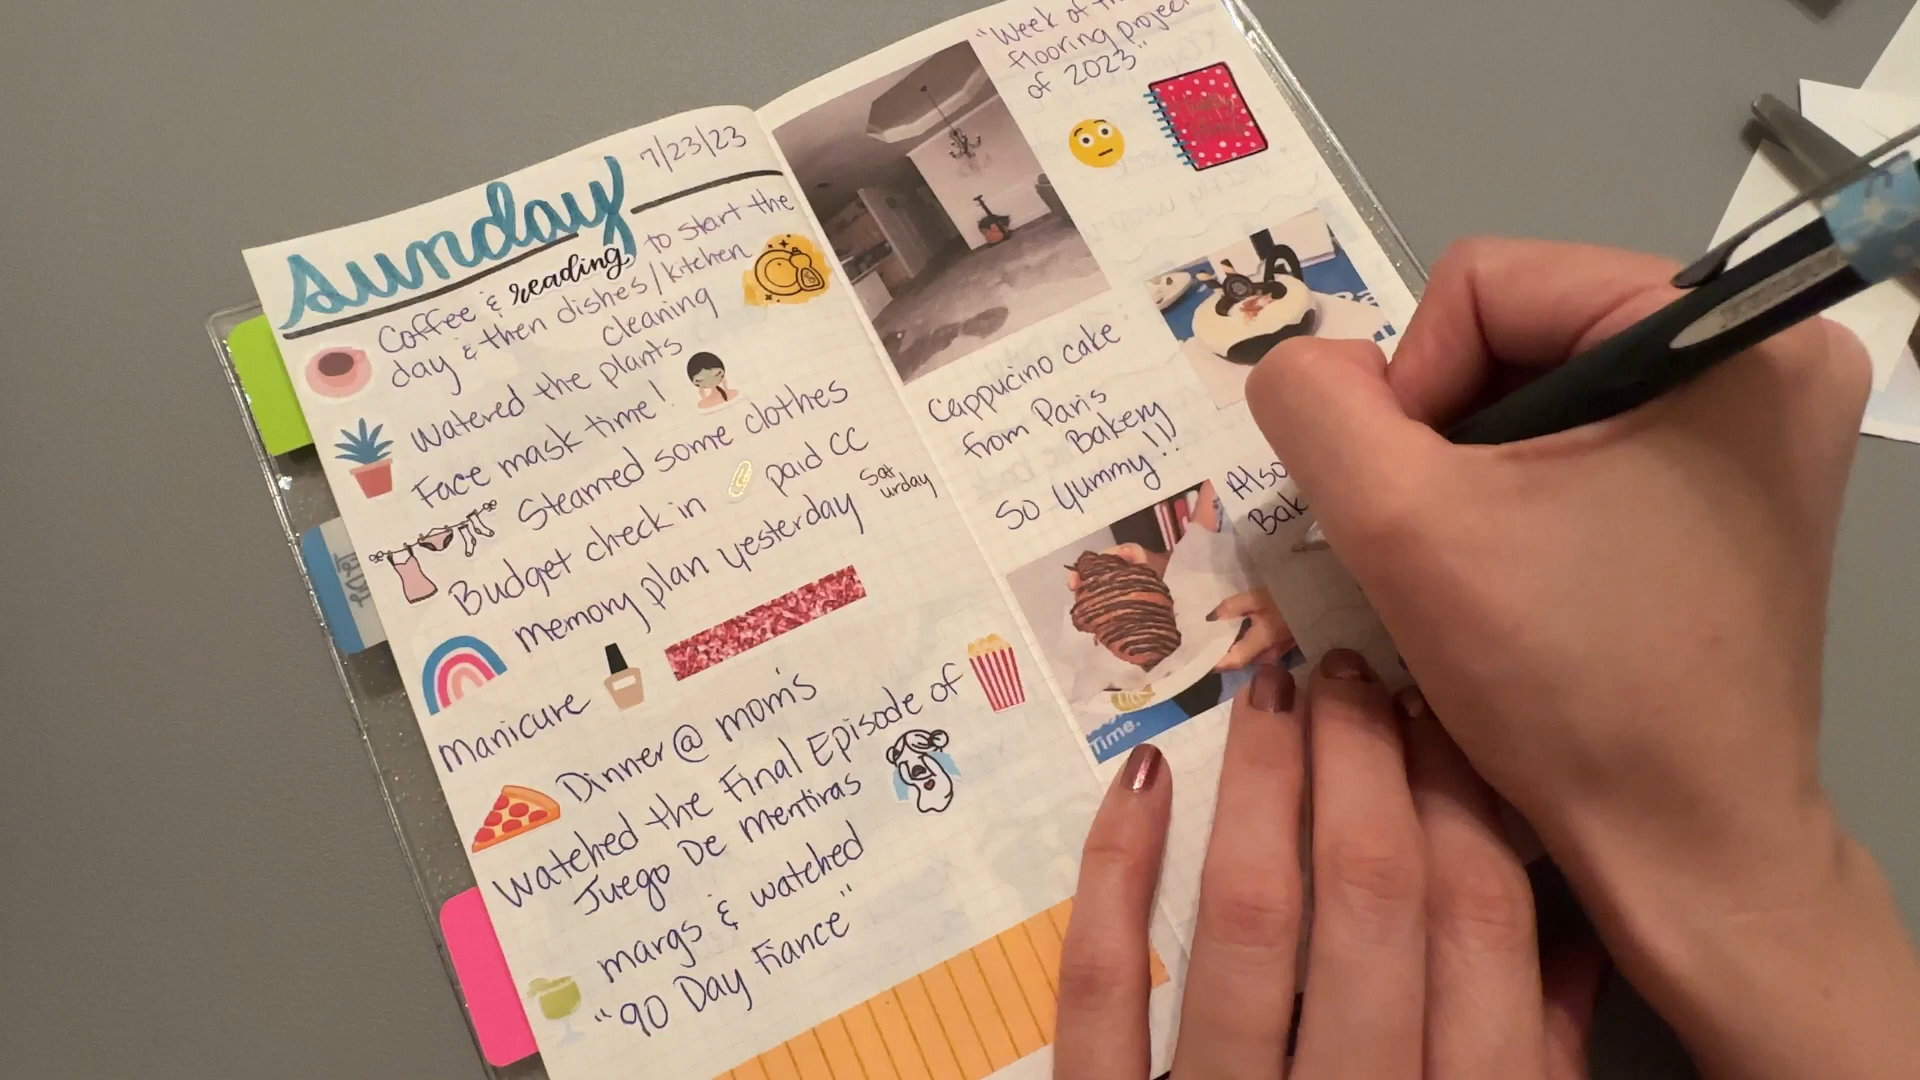 Sunday 7/23/23
Coffee & reading to start the
day & then dishes/kitchen
cleaning
Watered the plants
Face mask time!
Steamed some clothes
Budget check in paid CC
memory plan yesterday Sat
urday
manicure
Dinner @ mom's
Watched the Final Episode of
Juego De mentiras
margs & watched
"90 Day Fiance"
"Week of
flooring project
of 2023"
Cappucino cake
from Paris
Bakery
So yummy!!
Also
Bak
Time.